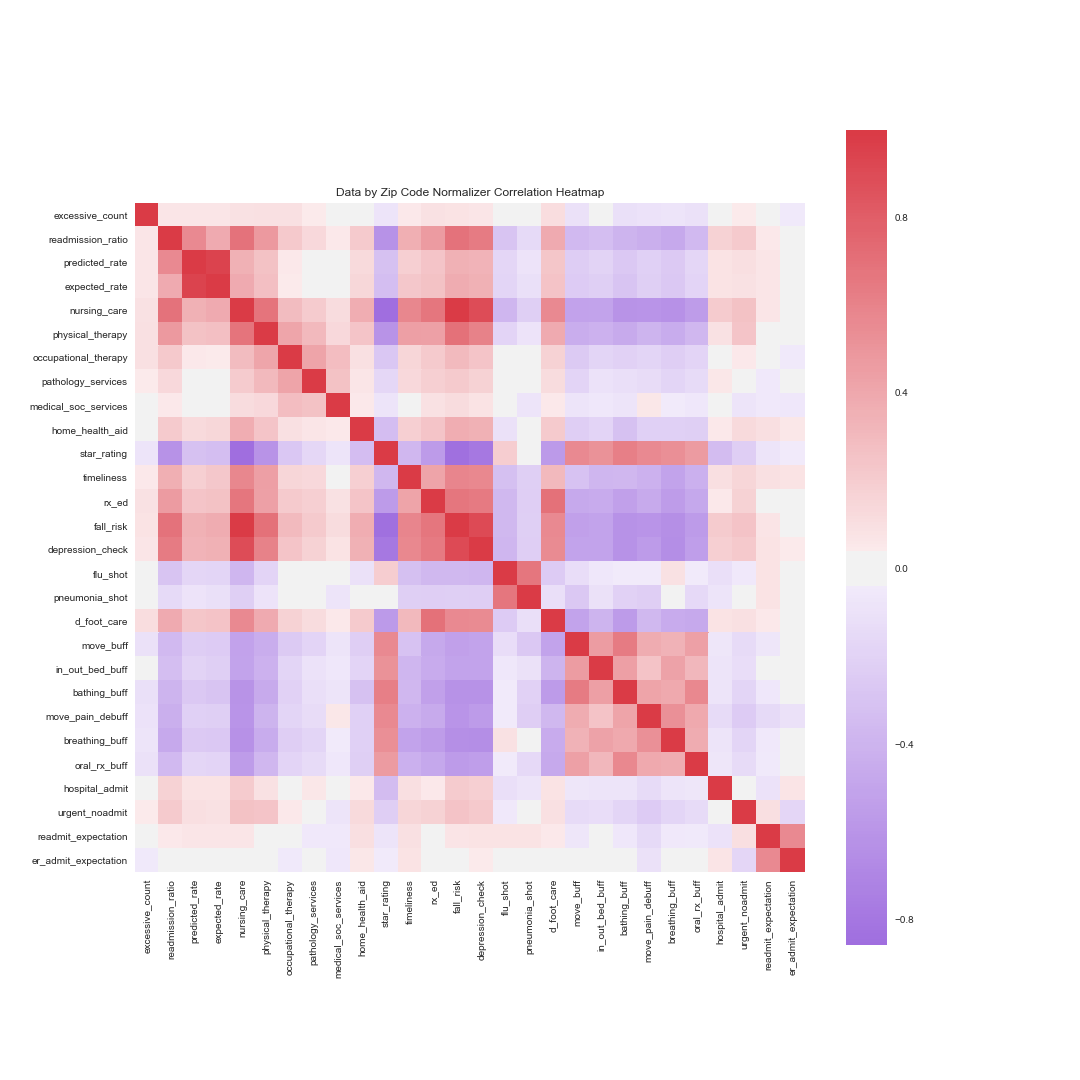 Data by Zip Code Normalizer Correlation Heatmap
excessive_count
readmission_ratio
predicted_rate
expected_rate
nursing_care
physical_therapy
occupational_therapy
pathology_services
medical_soc_services
home_health_aid
star_rating
timeliness
rx_ed
fall_risk
depression_check
flu_shot
pneumonia_shot
d_foot_care
move_buff
in_out_bed_buff
bathing_buff
move_pain_debuff
breathing_buff
oral_rx_buff
hospital_admit
urgent_noadmit
readmit_expectation
er_admit_expectation
excessive_count
readmission_ratio
predicted_rate
expected_rate
nursing_care
physical_therapy
occupational_therapy
pathology_services
medical_soc_services
home_health_aid
star_rating
timeliness
rx_ed
fall_risk
depression_check
flu_shot
pneumonia_shot
d_foot_care
move_buff
in_out_bed_buff
bathing_buff
move_pain_debuff
breathing_buff
oral_rx_buff
hospital_admit
urgent_noadmit
readmit_expectation
er_admit_expectation
0.8
0.4
0.0
−0.4
−0.8